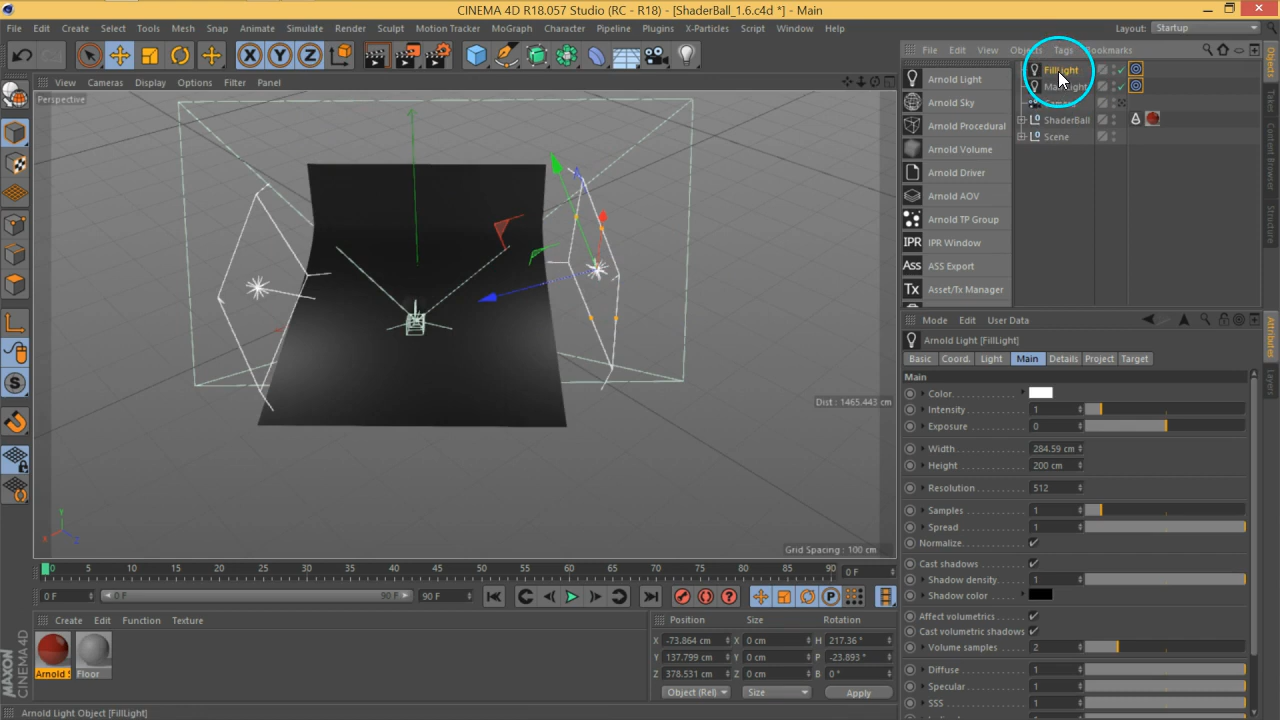 CINEMA 4D R18.057 Studio (RC - R18) - [ShaderBall_1.6.c4d *] - Main
File Edit Create Select Tools Mesh Snap Animate Simulate Render Sculpt Motion Tracker MoGraph Character Pipeline Plugins X-Particles Script Window Help
Layout: Startup
File Edit View Objects Tags Bookmarks
View Cameras Display Options Filter Panel
Perspective
Arnold Light
Arnold Sky
Arnold Procedural
Arnold Volume
Arnold Driver
Arnold AOV
Arnold TP Group
IPR IPR Window
Ass ASS Export
Tx Asset/Tx Manager
FillLight
ShaderBall
Scene
Objects
Takes
Content Browser
Structure
Dist : 1465.443 cm
Grid Spacing : 100 cm
Mode Edit User Data
Arnold Light [FillLight]
Basic Coord. Light Main Details Project Target
Main
Color
Intensity 1
Exposure 0
Width 284.59 cm
Height 200 cm
Resolution 512
Samples 1
Spread 1
Normalize
Cast shadows
Shadow density 1
Shadow color
Affect volumetrics
Cast volumetric shadows
Volume samples 2
Diffuse 1
Specular 1
SSS 1
Attributes
Layers
0 5 10 15 20 25 30 35 40 45 50 55 60 65 70 75 80 85 90 0 F
0 F 0 F 90 F 90 F
Create Edit Function Texture
Arnold S
Floor
Position Size Rotation
X -73.864 cm X 0 cm H 217.36 °
Y 137.799 cm Y 0 cm P -23.893 °
Z 378.531 cm Z 0 cm B 0 °
Object (Rel) Size Apply
MAXON CINEMA 4D
Arnold Light Object [FillLight]